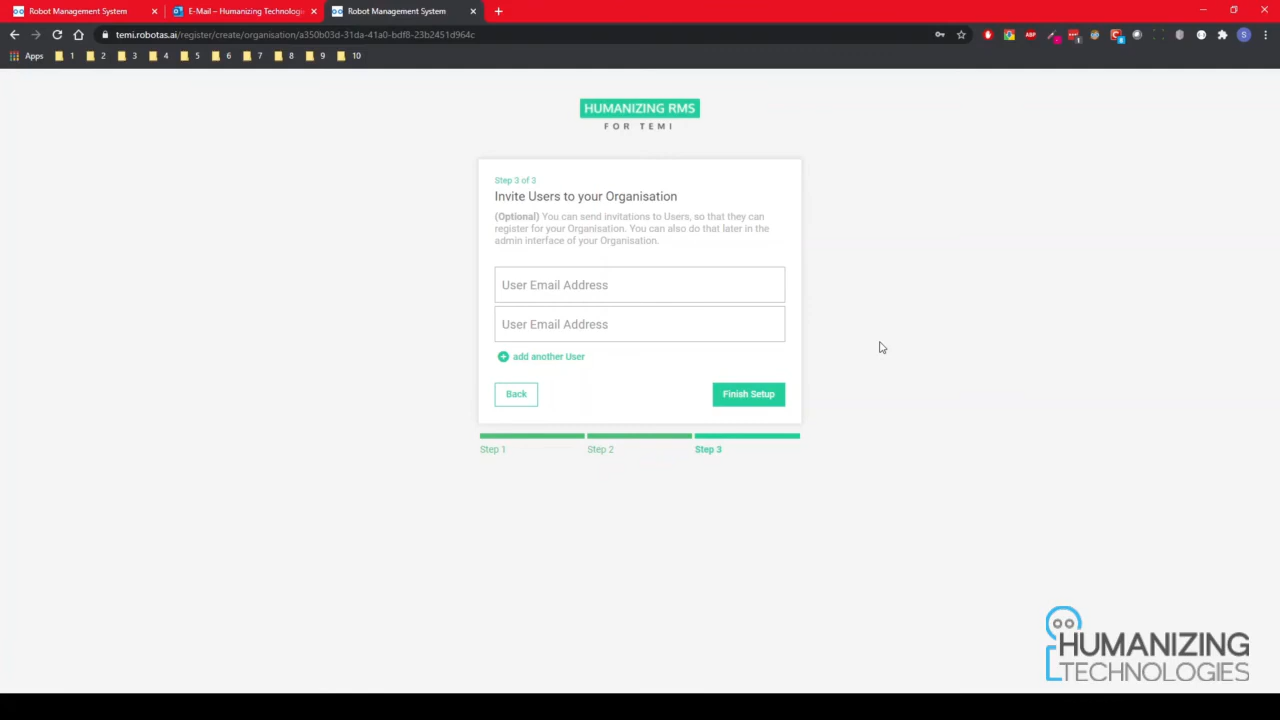 Robot Management System
E-Mail – Humanizing Technologi
Robot Management System
temi.robotas.ai/register/create/organisation/a350b03d-31da-41a0-bdf8-23b2451d964c
ABP
S
Apps
1
2
3
4
5
6
7
8
9
10
HUMANIZING RMS
FOR TEMI
Step 3 of 3
Invite Users to your Organisation
(Optional) You can send invitations to Users, so that they can
register for your Organisation. You can also do that later in the
admin interface of your Organisation.
User Email Address
User Email Address
add another User
Back
Finish Setup
Step 1
Step 2
Step 3
HUMANIZING
TECHNOLOGIES